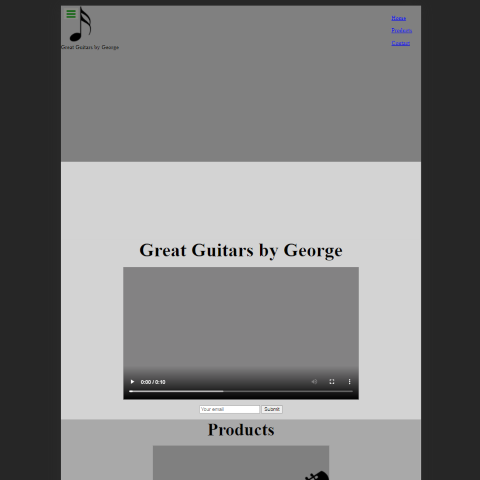 Home
Products
Contact
Great Guitars by George
Great Guitars by George
0:00 / 0:10
Your email
Submit
Products